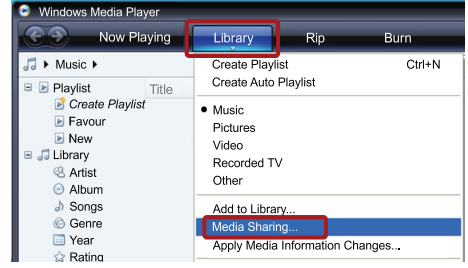 Windows Media Player
Now Playing Library Rip Burn
Music
Create Playlist Ctrl+N
Create Auto Playlist
Playlist Title
Create Playlist
Favour
New
Library
Artist
Album
Songs
Genre
Year
Rating
Music
Pictures
Video
Recorded TV
Other
Add to Library...
Media Sharing...
Apply Media Information Changes...